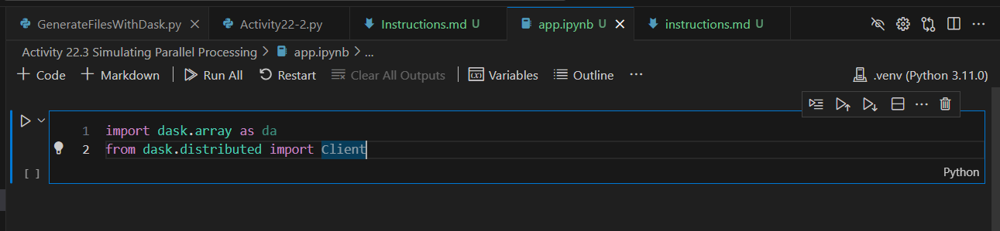 GenerateFilesWithDask.py Activity22-2.py Instructions.md U app.ipynb U instructions.md U
Activity 22.3 Simulating Parallel Processing > app.ipynb > ...
+ Code + Markdown Run All Restart Clear All Outputs (x) Variables Outline ... .venv (Python 3.11.0)
1 import dask.array as da
2 from dask.distributed import Client
[ ] Python